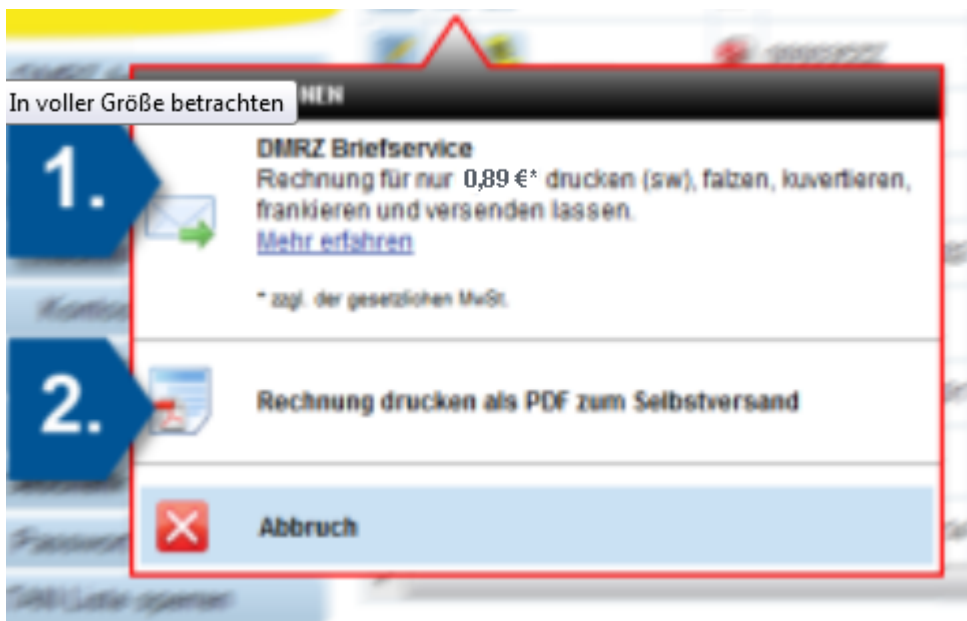 In voller Größe betrachten
NEN
1.
DMRZ Briefservice
Rechnung für nur 0,89 €* drucken (sw), falzen, kuvertieren,
frankieren und versenden lassen.
Mehr erfahren
* zzgl. der gesetzlichen MwSt.
2.
Rechnung drucken als PDF zum Selbstversand
Abbruch